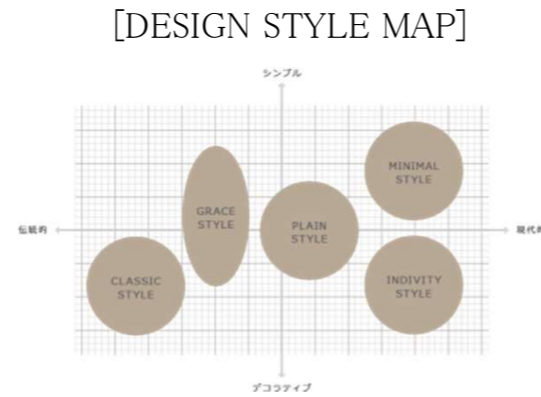 [DESIGN STYLE MAP]
シンプル
MINIMAL
STYLE
GRACE
STYLE
PLAIN
STYLE
伝統的
現代的
CLASSIC
STYLE
INDIVITY
STYLE
デコラティブ